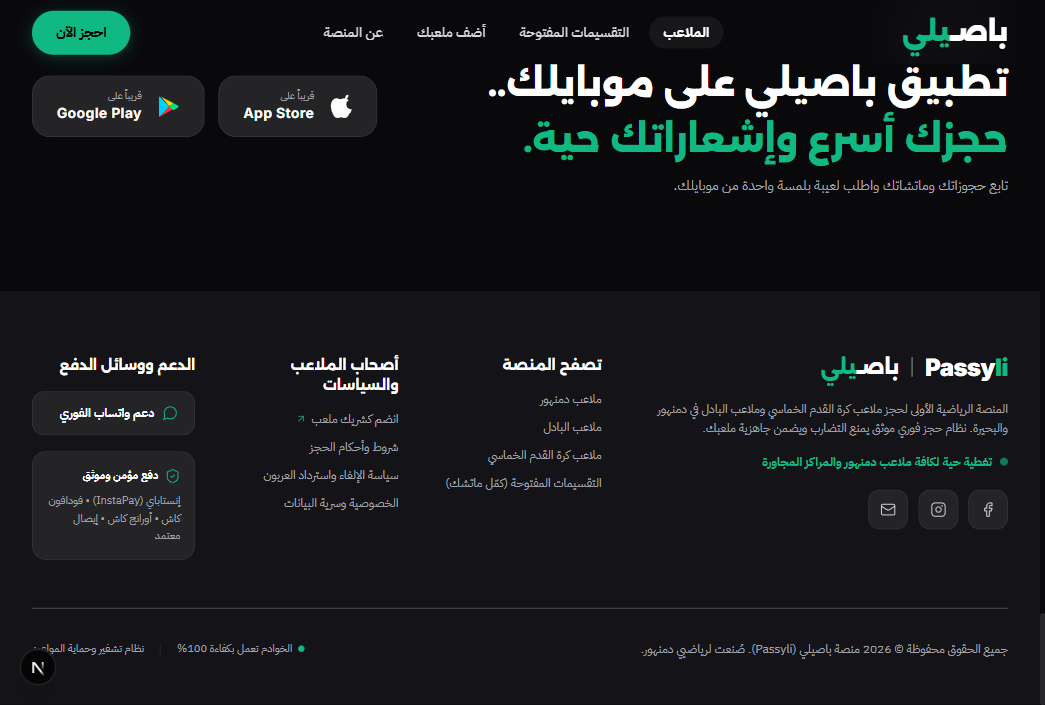 باصيلي
الملاعب
التقسيمات المفتوحة
أضف ملعبك
عن المنصة
احجز الآن
تطبيق باصيلي على موبايلك..
حجزك أسرع وإشعاراتك حية.
تابع حجوزاتك وماتشاتك واطلب لعيبة بلمسة واحدة من موبايلك.
قريباً على
App Store
قريباً على
Google Play
Passyli | باصيلي
المنصة الرياضية الأولى لحجز ملاعب كرة القدم الخماسي وملاعب البادل في دمنهور
والبحيرة. نظام حجز فوري موثق يمنع التضارب ويضمن جاهزية ملعبك.
تغطية حية لكافة ملاعب دمنهور والمراكز المجاورة
تصفح المنصة
ملاعب دمنهور
ملاعب البادل
ملاعب كرة القدم الخماسي
التقسيمات المفتوحة (كمّل ماتشك)
أصحاب الملاعب
والسياسات
انضم كشريك ملعب
شروط وأحكام الحجز
سياسة الإلغاء واسترداد العربون
الخصوصية وسرية البيانات
الدعم ووسائل الدفع
دعم واتساب الفوري
دفع مؤمن وموثق
إنستاباي (InstaPay) • فودافون
كاش • أورانج كاش • إيصال
معتمد
جميع الحقوق محفوظة © 2026 منصة باصيلي (Passyli). صُنعت لرياضيي دمنهور.
الخوادم تعمل بكفاءة 100%
نظام تشفير وحماية
N